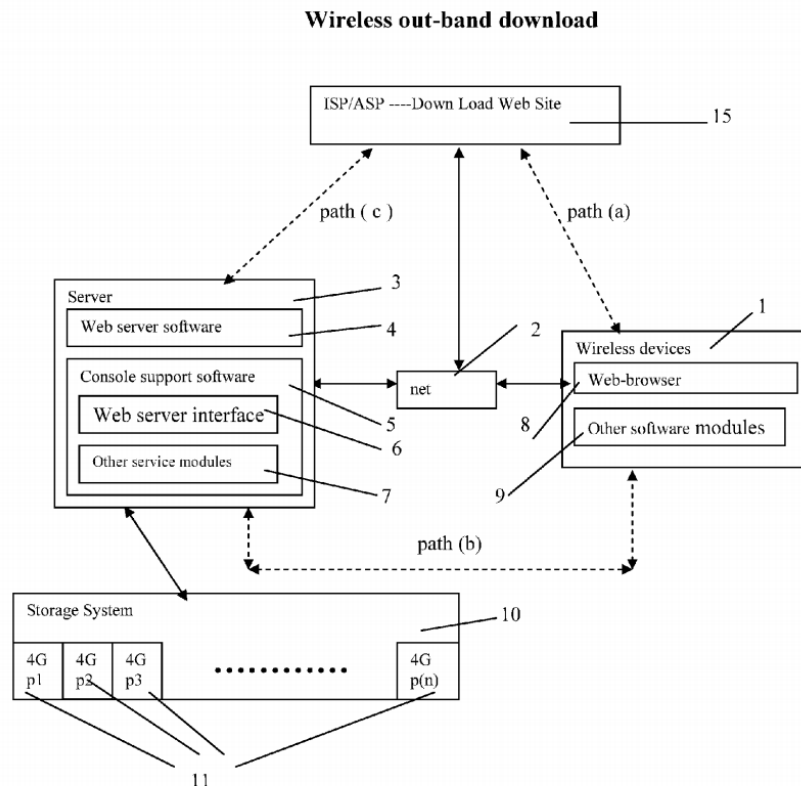 Wireless out-band download
ISP/ASP ----Down Load Web Site
15
path ( c )
path (a)
Server
3
Web server software
4
Console support software
5
Web server interface
6
Other service modules
7
2
net
1
Wireless devices
Web-browser
8
Other software modules
9
path (b)
Storage System
10
4G
p1
4G
p2
4G
p3
............
4G
p(n)
11